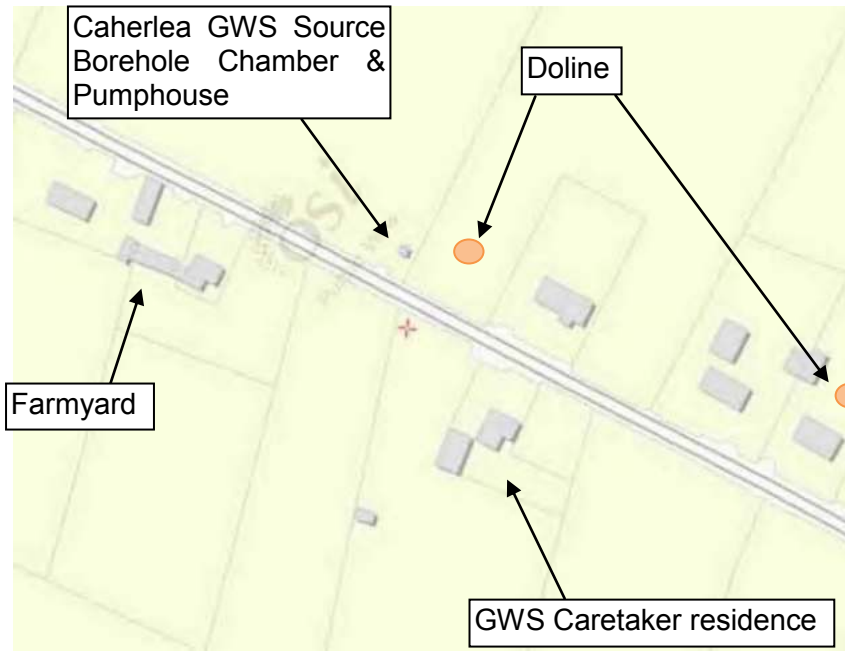 Caherlea GWS Source
Borehole Chamber &
Pumphouse
Doline
Farmyard
GWS Caretaker residence